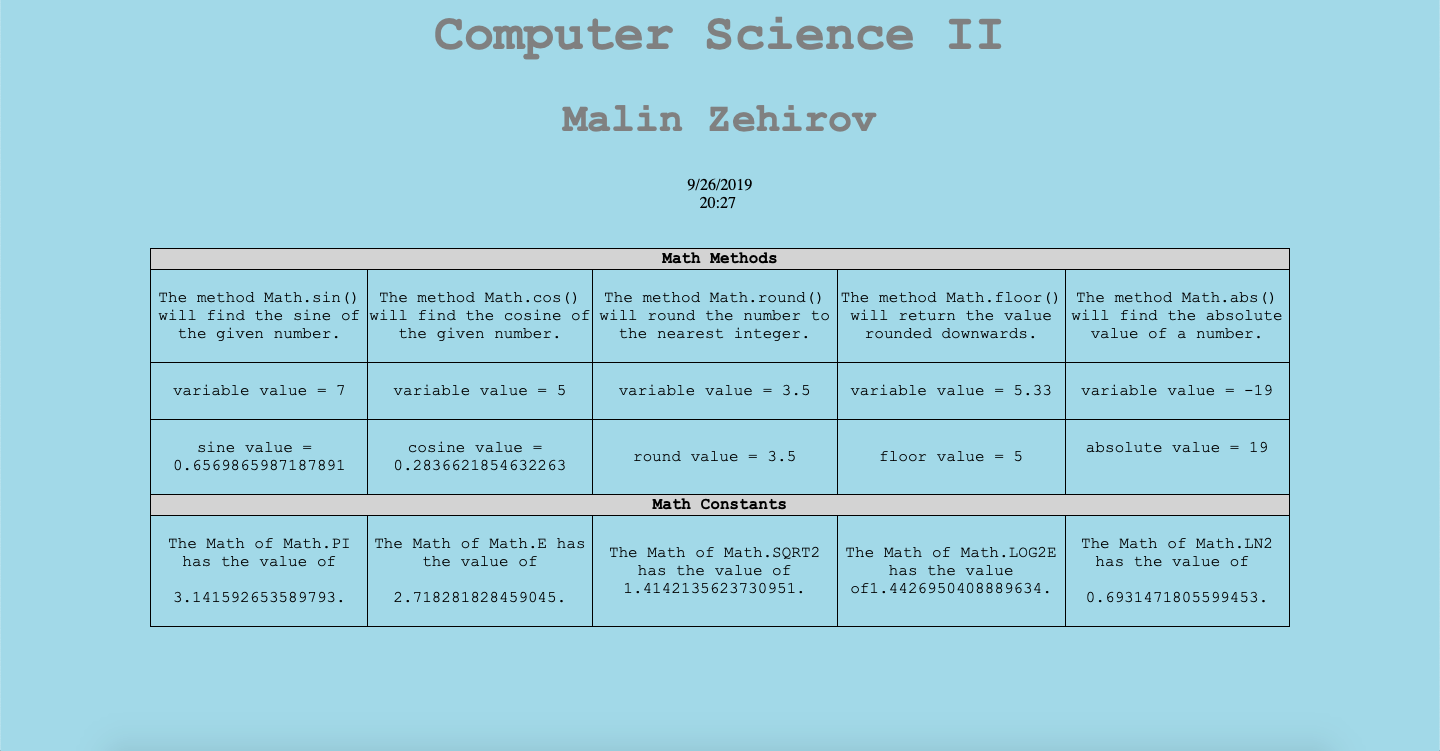 Computer Science II
Malin Zehirov
9/26/2019
20:27
Math Methods
The method Math.sin()
will find the sine of
the given number.
The method Math.cos()
will find the cosine of
the given number.
The method Math.round()
will round the number to
the nearest integer.
The method Math.floor()
will return the value
rounded downwards.
The method Math.abs()
will find the absolute
value of a number.
variable value = 7
variable value = 5
variable value = 3.5
variable value = 5.33
variable value = -19
sine value =
0.6569865987187891
cosine value =
0.2836621854632263
round value = 3.5
floor value = 5
absolute value = 19
Math Constants
The Math of Math.PI
has the value of
3.141592653589793.
The Math of Math.E has
the value of
2.718281828459045.
The Math of Math.SQRT2
has the value of
1.4142135623730951.
The Math of Math.LOG2E
has the value
of1.4426950408889634.
The Math of Math.LN2
has the value of
0.6931471805599453.